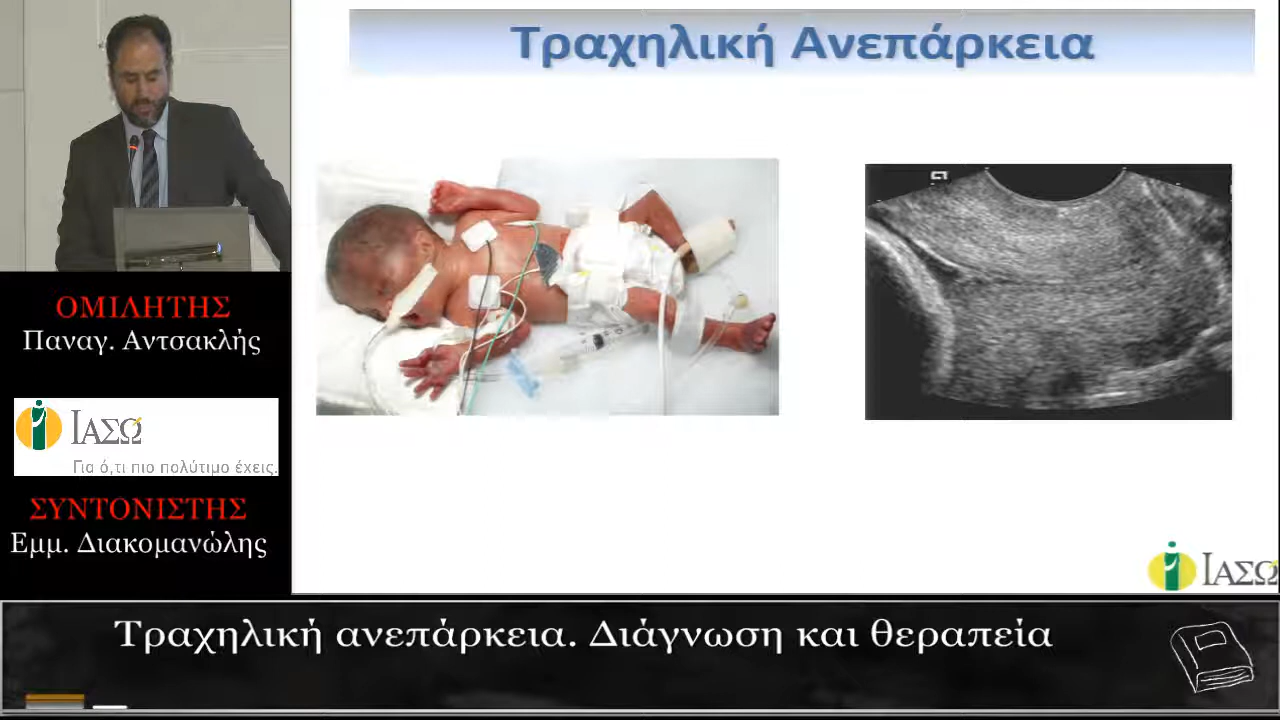 Τραχηλική Ανεπάρκεια
ΟΜΙΛΗΤΗΣ
Παναγ. Αντσακλής
ΙΑΣΩ
Για ό,τι πιο πολύτιμο έχεις.
ΣΥΝΤΟΝΙΣΤΗΣ
Εμμ. Διακομανώλης
ΙΑΣΩ
Τραχηλική ανεπάρκεια. Διάγνωση και θεραπεία